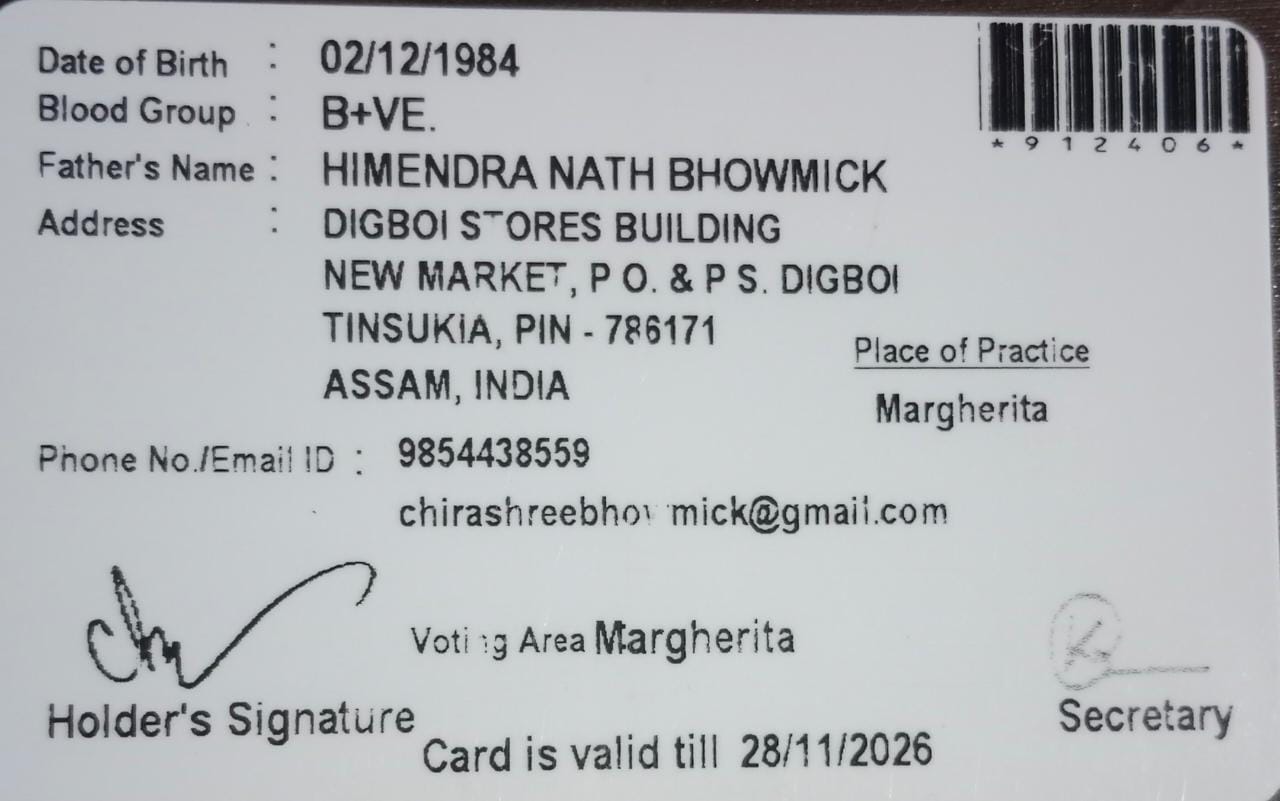 Date of Birth : 02/12/1984
Blood Group : B+VE.
Father's Name : HIMENDRA NATH BHOWMICK
Address : DIGBOI STORES BUILDING
NEW MARKET, P O. & P S. DIGBOI
TINSUKIA, PIN - 786171
ASSAM, INDIA
*912406*
Place of Practice
Margherita
Phone No./Email ID : 9854438559
chirashreebhowmick@gmail.com
Voting Area Margherita
Holder's Signature
Secretary
Card is valid till 28/11/2026